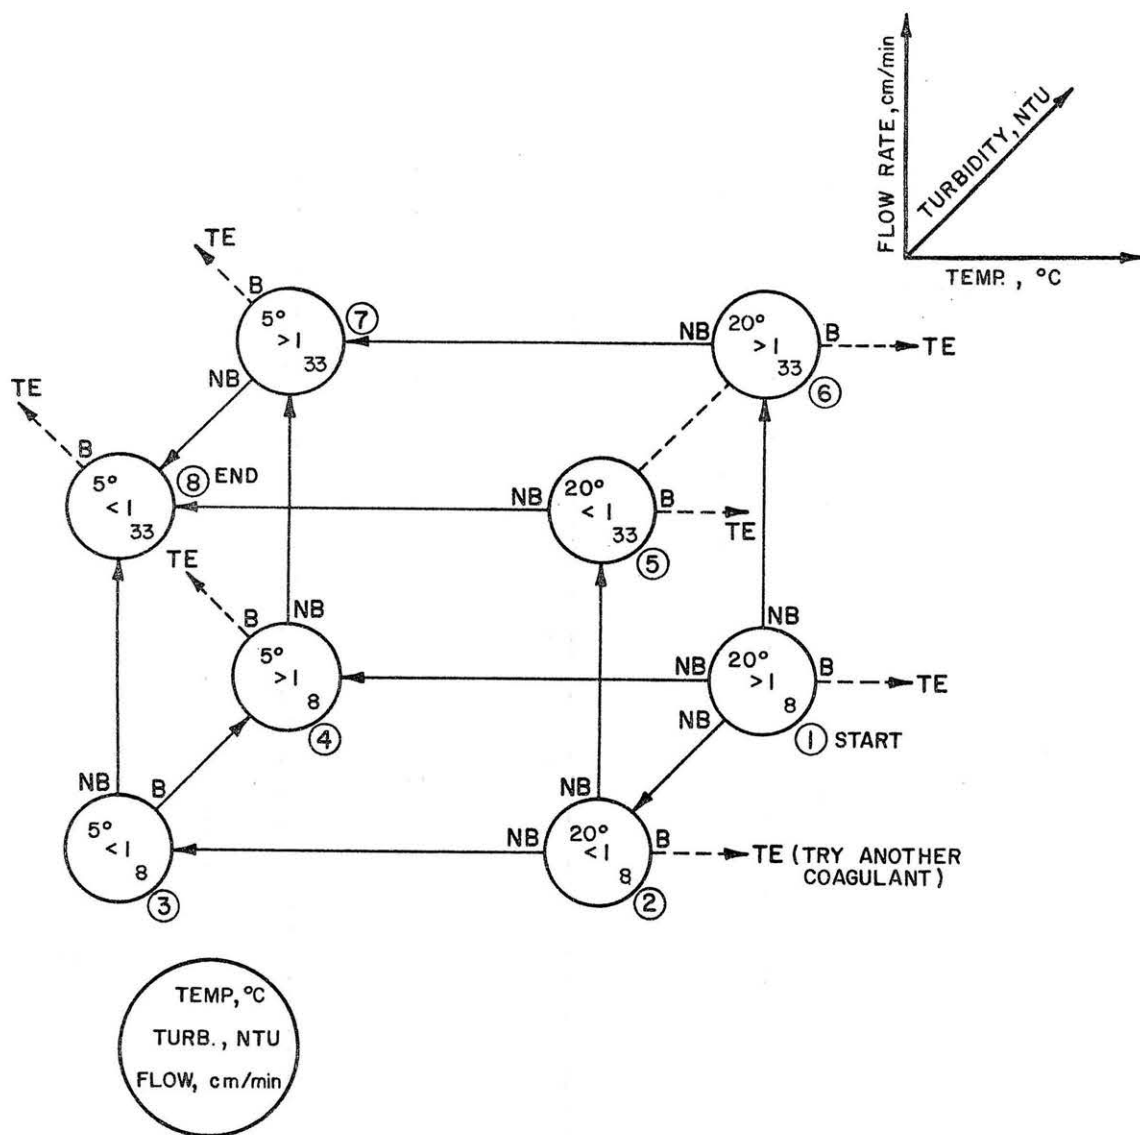 FLOW RATE, cm/min
TURBIDITY, NTU
TEMP., °C
TE
B
5°
> 1
33
7
NB
NB
20°
> 1
33
B
TE
6
TE
B
5°
< 1
33
8 END
NB
20°
< 1
33
B
TE
5
TE
B
NB
5°
> 1
8
4
NB
NB
NB
20°
> 1
8
B
TE
1 START
NB
B
5°
< 1
8
3
NB
NB
20°
< 1
8
B
TE (TRY ANOTHER
COAGULANT)
2
TEMP, °C
TURB., NTU
FLOW, cm/min